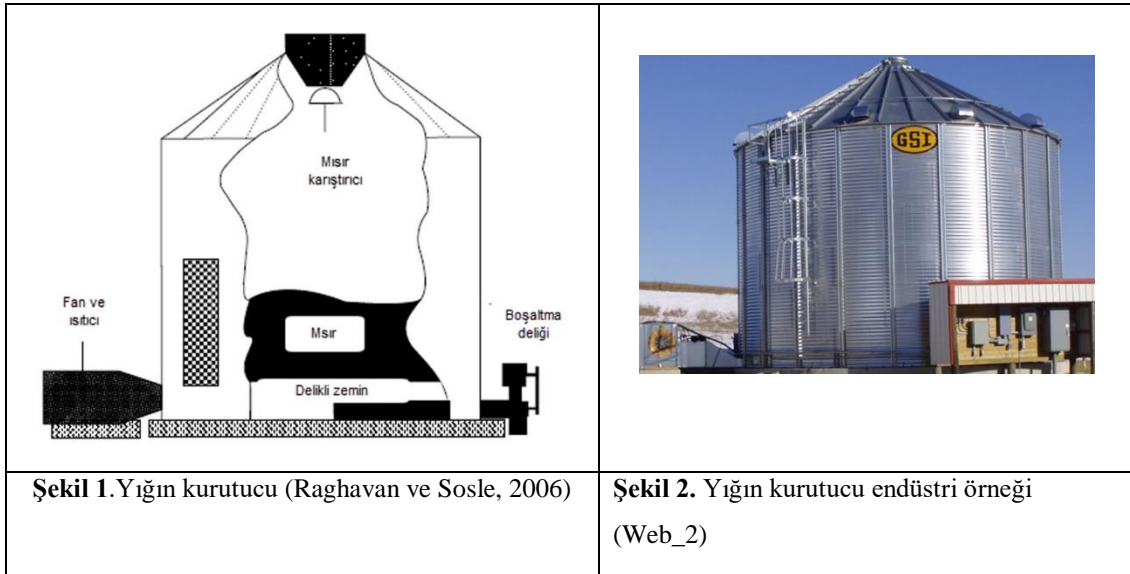 Mısır
karıştırıcı
Fan ve
ısıtıcı
Mısır
Boşaltma
deliği
Delikli zemin
GSI
Şekil 1.Yığın kurutucu (Raghavan ve Sosle, 2006)
Şekil 2. Yığın kurutucu endüstri örneği
(Web_2)